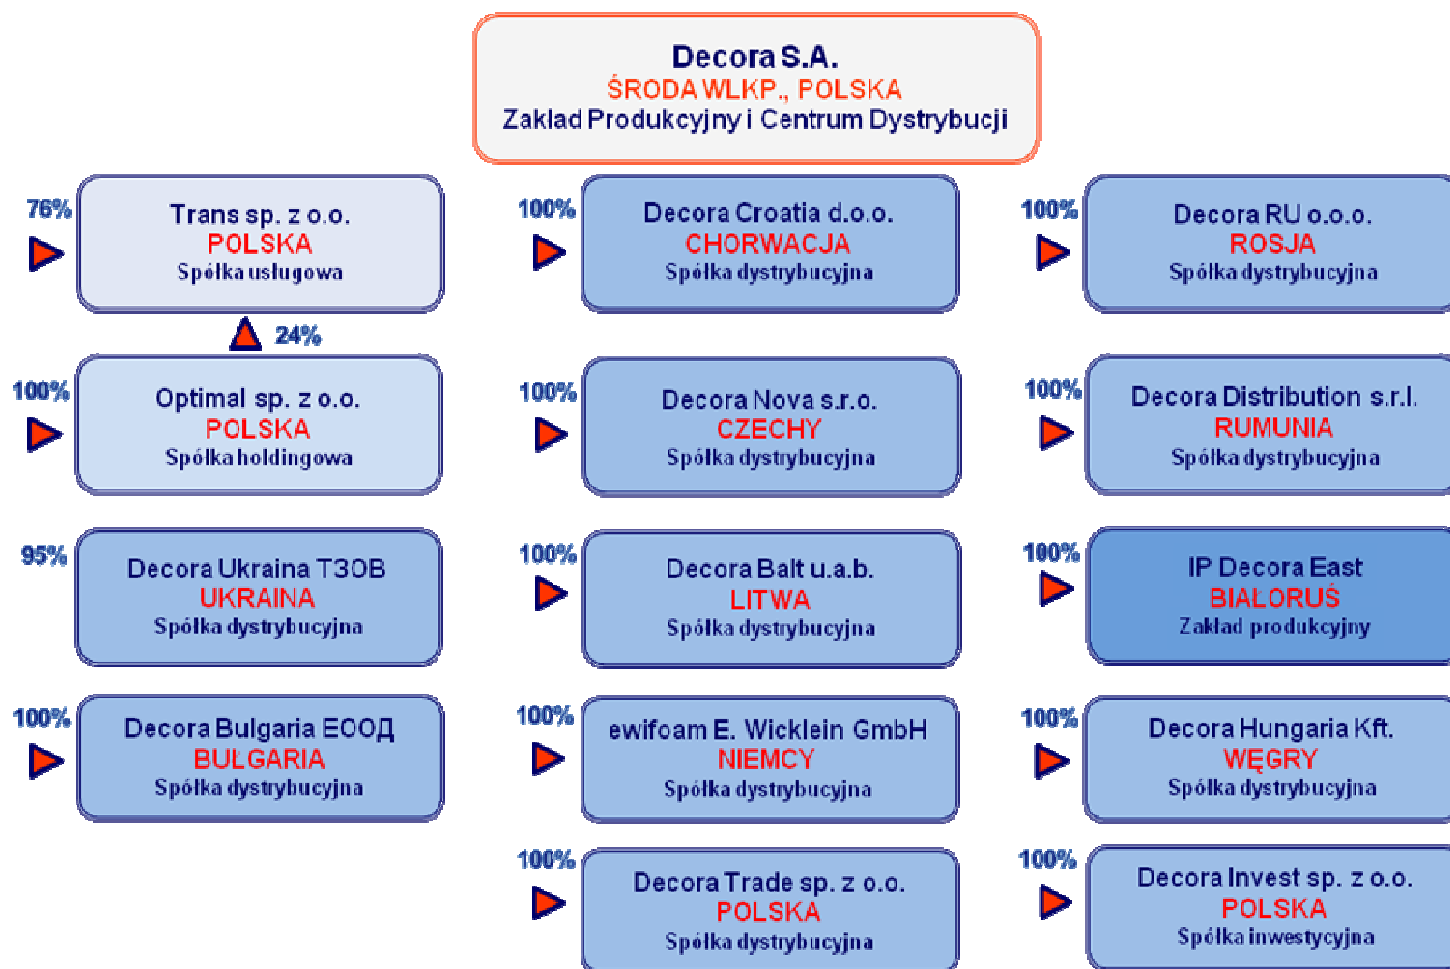 Decora S.A.
ŚRODA WLKP., POLSKA
Zakład Produkcyjny i Centrum Dystrybucji
76%
Trans sp. z o.o.
POLSKA
Spółka usługowa
100%
Decora Croatia d.o.o.
CHORWACJA
Spółka dystrybucyjna
100%
Decora RU o.o.o.
ROSJA
Spółka dystrybucyjna
24%
100%
Optimal sp. z o.o.
POLSKA
Spółka holdingowa
100%
Decora Nova s.r.o.
CZECHY
Spółka dystrybucyjna
100%
Decora Distribution s.r.l.
RUMUNIA
Spółka dystrybucyjna
95%
Decora Ukraina ТЗОВ
UKRAINA
Spółka dystrybucyjna
100%
Decora Balt u.a.b.
LITWA
Spółka dystrybucyjna
100%
IP Decora East
BIAŁORUŚ
Zakład produkcyjny
100%
Decora Bulgaria ЕООД
BUŁGARIA
Spółka dystrybucyjna
100%
ewifoam E. Wicklein GmbH
NIEMCY
Spółka dystrybucyjna
100%
Decora Hungaria Kft.
WĘGRY
Spółka dystrybucyjna
100%
Decora Trade sp. z o.o.
POLSKA
Spółka dystrybucyjna
100%
Decora Invest sp. z o.o.
POLSKA
Spółka inwestycyjna